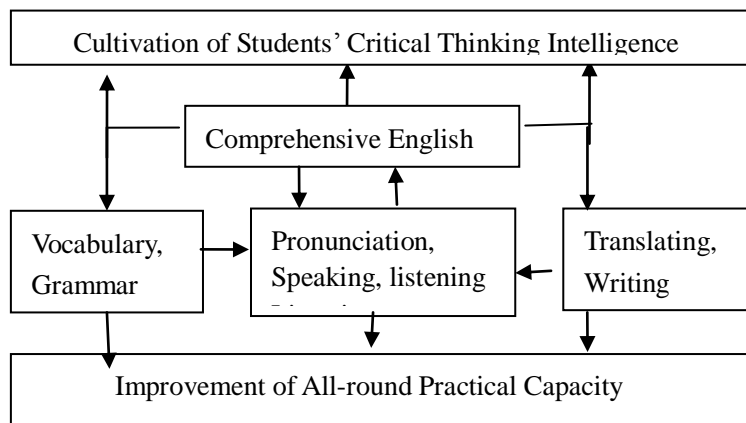 Cultivation of Students’ Critical Thinking Intelligence
Comprehensive English
Vocabulary,
Grammar
Pronunciation,
Speaking, listening
Translating,
Writing
Improvement of All-round Practical Capacity